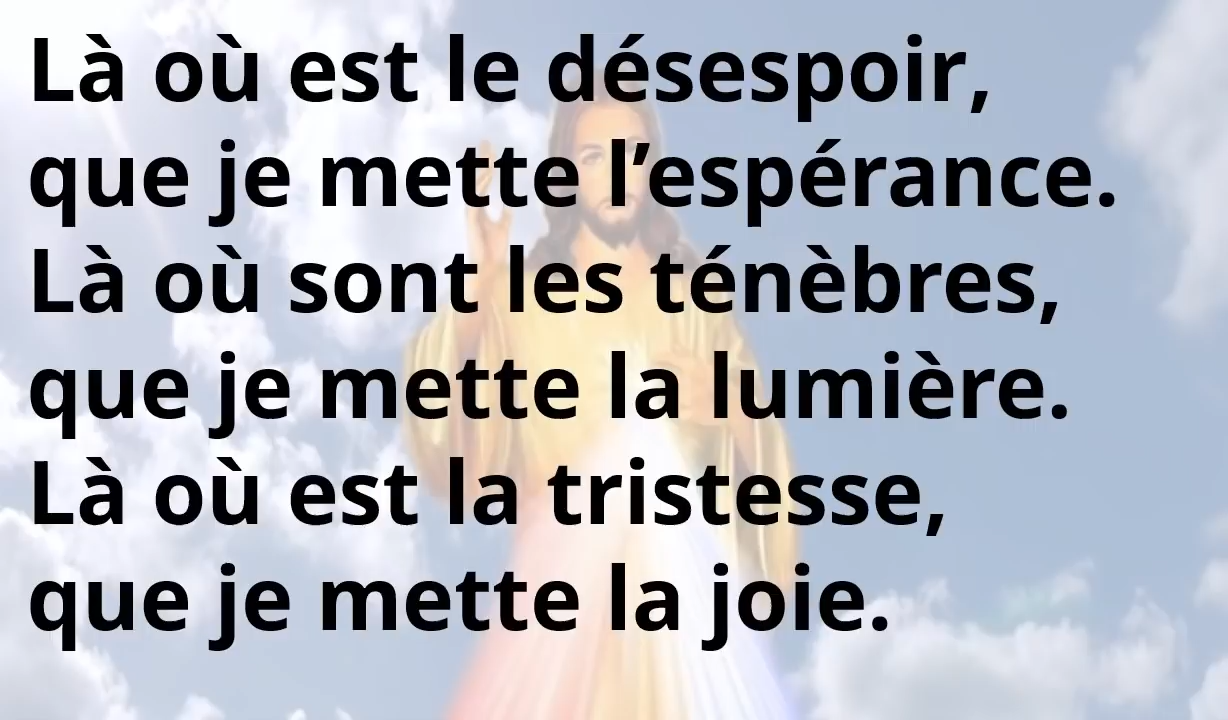 Là où est le désespoir,
que je mette l’espérance.
Là où sont les ténèbres,
que je mette la lumière.
Là où est la tristesse,
que je mette la joie.